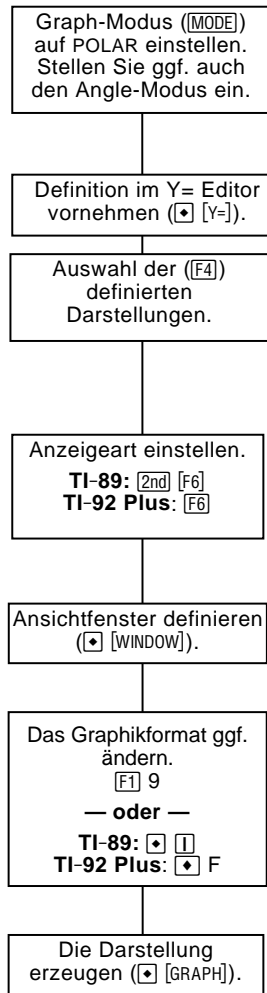 Graph-Modus (MODE)
auf POLAR einstellen.
Stellen Sie ggf. auch
den Angle-Modus ein.
Definition im Y= Editor
vornehmen (◆ [Y=]).
Auswahl der (F4)
definierten
Darstellungen.
Anzeigeart einstellen.
TI-89: 2nd [F6]
TI-92 Plus: F6
Ansichtfenster definieren
(◆ [WINDOW]).
Das Graphikformat ggf.
ändern.
F1 9
— oder —
TI-89: ◆ |
TI-92 Plus: ◆ F
Die Darstellung
erzeugen (◆ [GRAPH]).